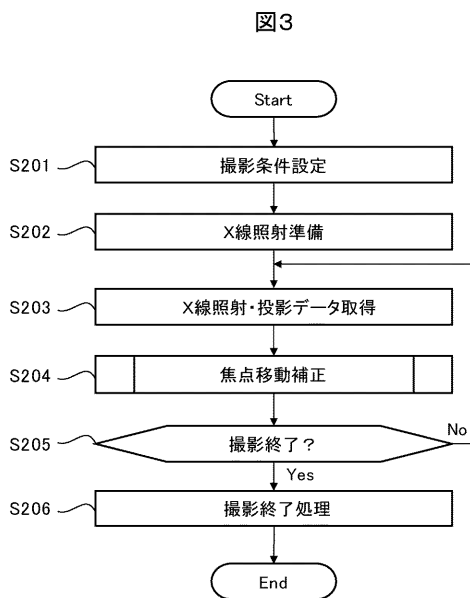 図3
Start
S201 撮影条件設定
S202 X線照射準備
S203 X線照射・投影データ取得
S204 焦点移動補正
S205 撮影終了? No
Yes
S206 撮影終了処理
End